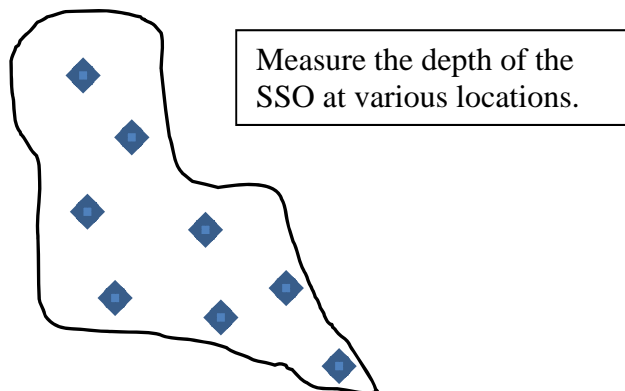 Measure the depth of the
SSO at various locations.